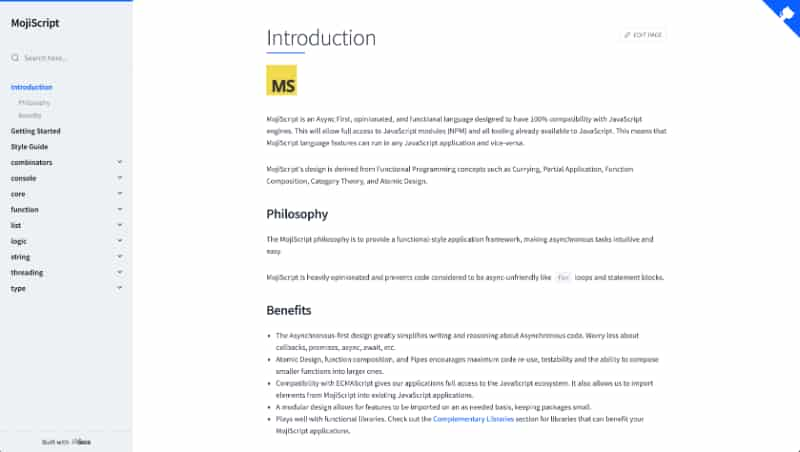 MojiScript
Search here...
Introduction
Philosophy
Benefits
Getting Started
Style Guide
combinators
console
core
function
list
logic
string
threading
type
Built with
Introduction
EDIT PAGE
MS
MojiScript is an Async First, opinionated, and functional language designed to have 100% compatibility with JavaScript
engines. This will allow full access to JavaScript modules (NPM) and all tooling already available to JavaScript. This means that
MojiScript language features can run in any JavaScript application and vice-versa.
MojiScript's design is derived from Functional Programming concepts such as Currying, Partial Application, Function
Composition, Category Theory, and Atomic Design.
Philosophy
The MojiScript philosophy is to provide a functional-style application framework, making asynchronous tasks intuitive and
easy.
MojiScript is heavily opinionated and prevents code considered to be async-unfriendly like for loops and statement blocks.
Benefits
• The Asynchronous-first design greatly simplifies writing and reasoning about Asynchronous code. Worry less about
callbacks, promises, async, await, etc.
• Atomic Design, function composition, and Pipes encourages maximum code re-use, testability and the ability to compose
smaller functions into larger ones.
• Compatibility with ECMAScript gives our applications full access to the JavaScript ecosystem. It also allows us to import
elements from MojiScript into existing JavaScript applications.
• A modular design allows for features to be imported on an as needed basis, keeping packages small.
• Plays well with functional libraries. Check out the Complementary Libraries section for libraries that can benefit your
MojiScript applications.